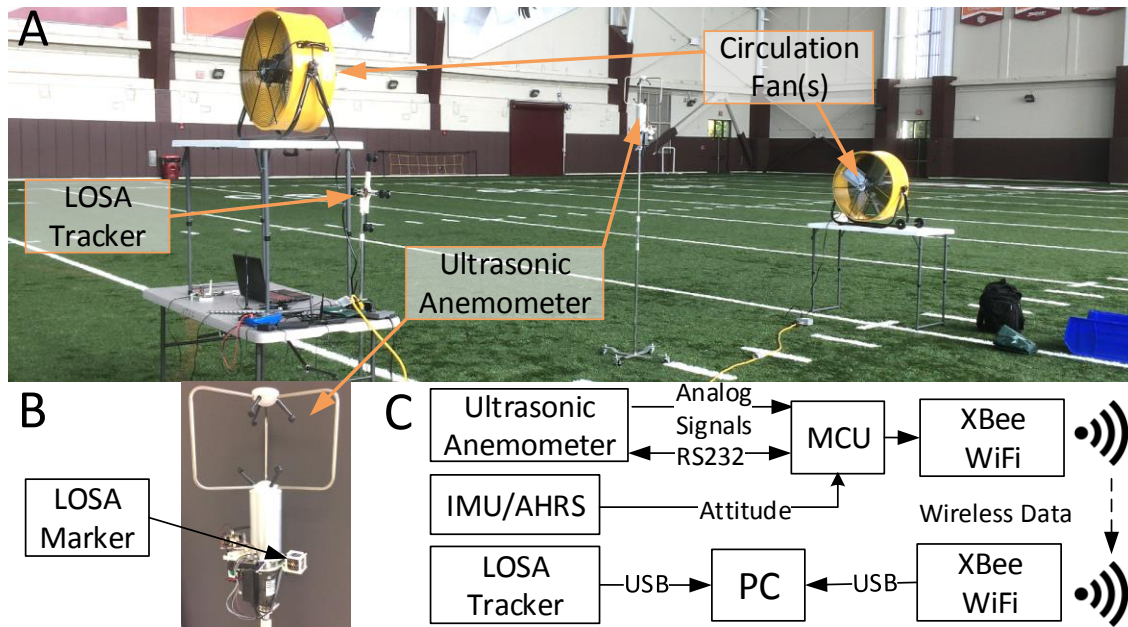 A
Circulation
Fan(s)
LOSA
Tracker
Ultrasonic
Anemometer
B
LOSA
Marker
C
Ultrasonic
Anemometer
Analog
Signals
RS232
MCU
XBee
WiFi
IMU/AHRS
Attitude
Wireless Data
LOSA
Tracker
USB
PC
USB
XBee
WiFi